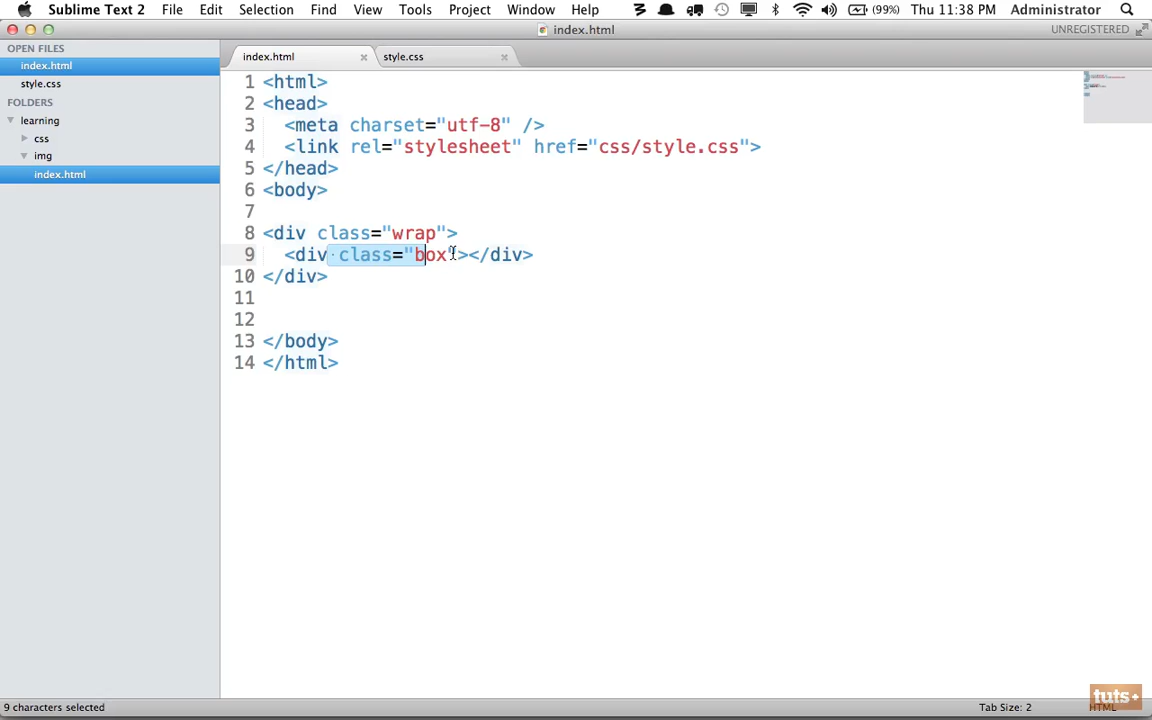 Sublime Text 2 File Edit Selection Find View Tools Project Window Help (99%) Thu 11:38 PM Administrator
index.html
UNREGISTERED
OPEN FILES
index.html
style.css
FOLDERS
learning
css
img
index.html
index.html style.css
1 <html>
2 <head>
3 <meta charset="utf-8" />
4 <link rel="stylesheet" href="css/style.css">
5 </head>
6 <body>
7
8 <div class="wrap">
9 <div class="box"></div>
10 </div>
11
12
13 </body>
14 </html>
9 characters selected
Tab Size: 2
HTML
tuts+